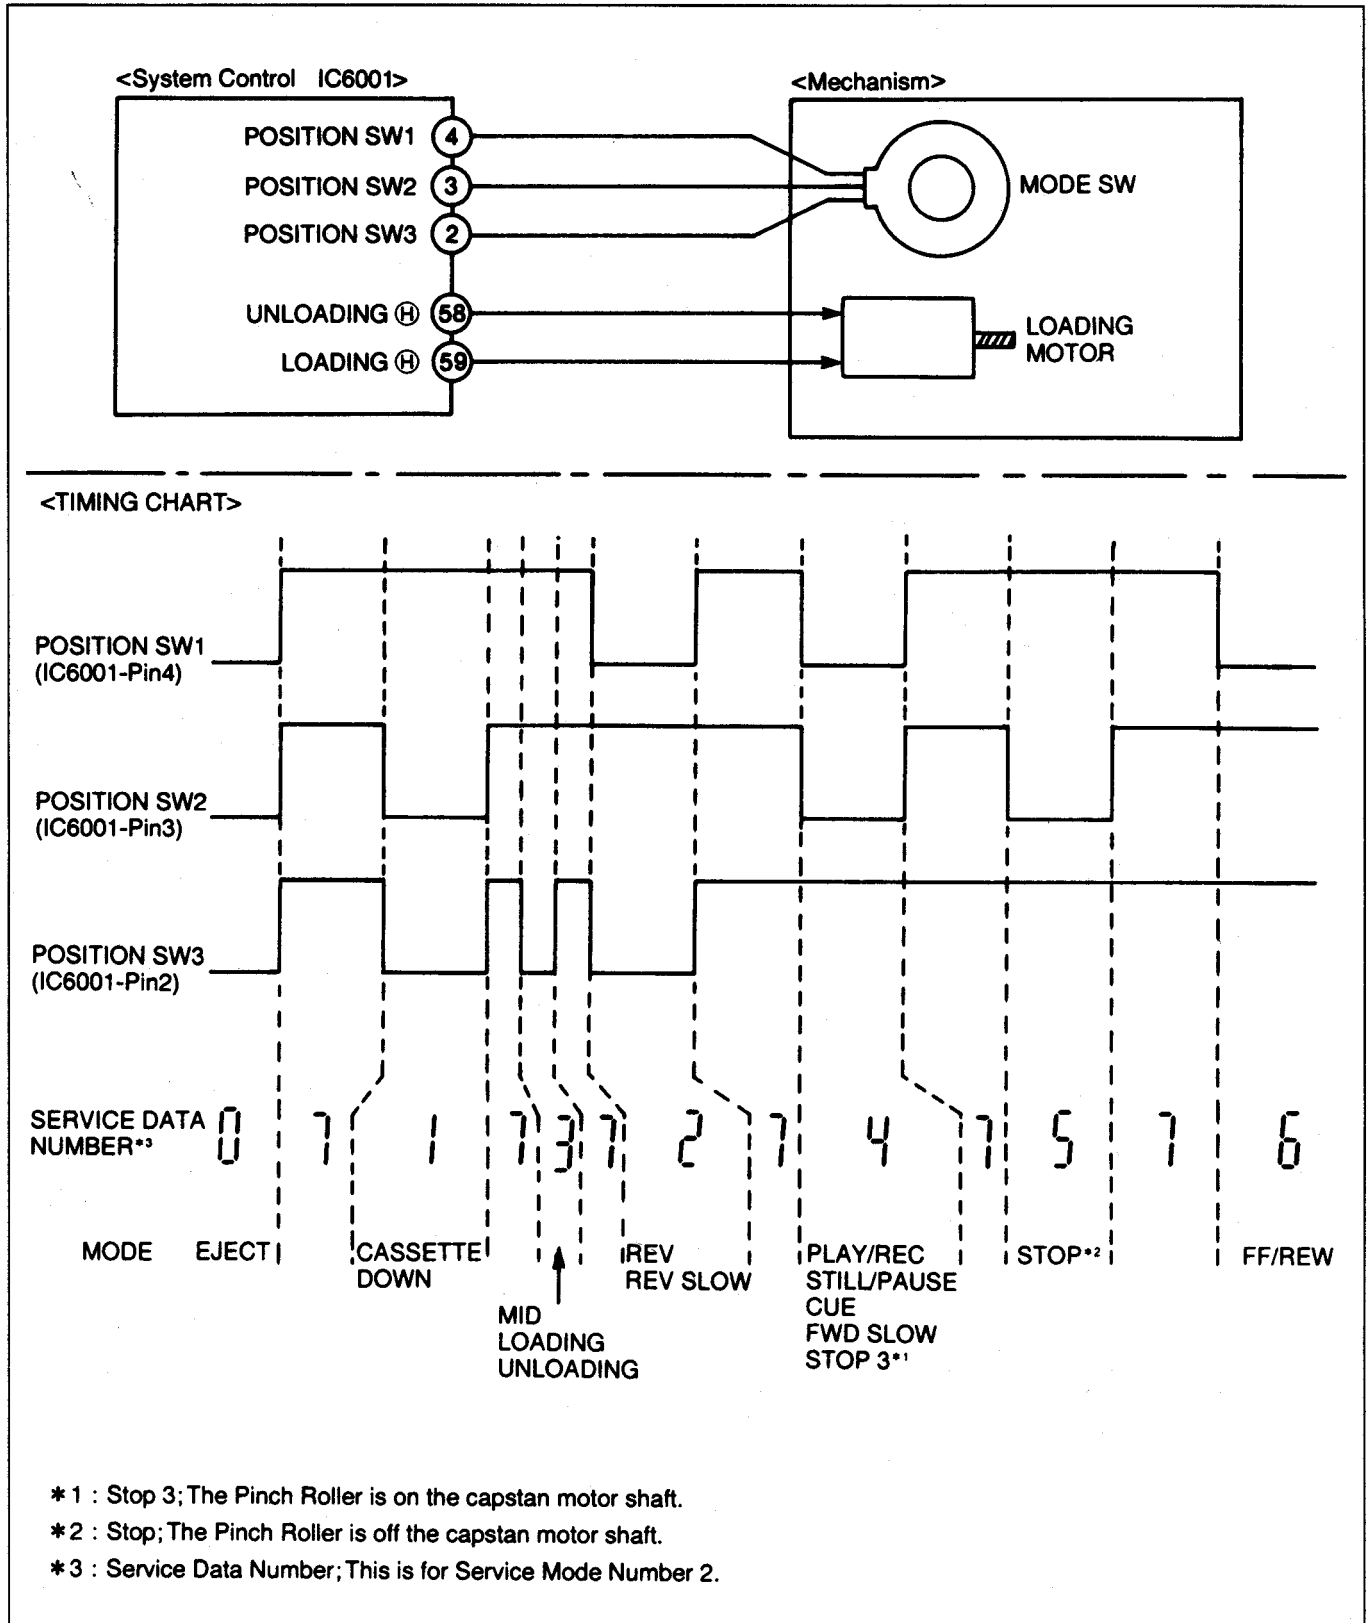 <System Control IC6001>
<Mechanism>
POSITION SW1 4
POSITION SW2 3
POSITION SW3 2
UNLOADING Ⓗ 58
LOADING Ⓗ 59
MODE SW
LOADING
MOTOR
<TIMING CHART>
POSITION SW1
(IC6001-Pin4)
POSITION SW2
(IC6001-Pin3)
POSITION SW3
(IC6001-Pin2)
SERVICE DATA
NUMBER*3
0 7 1 7 3 7 2 7 4 7 5 7 6
MODE
EJECT
CASSETTE
DOWN
MID
LOADING
UNLOADING
REV
REV SLOW
PLAY/REC
STILL/PAUSE
CUE
FWD SLOW
STOP 3*1
STOP*2
FF/REW
*1 : Stop 3; The Pinch Roller is on the capstan motor shaft.
*2 : Stop; The Pinch Roller is off the capstan motor shaft.
*3 : Service Data Number; This is for Service Mode Number 2.